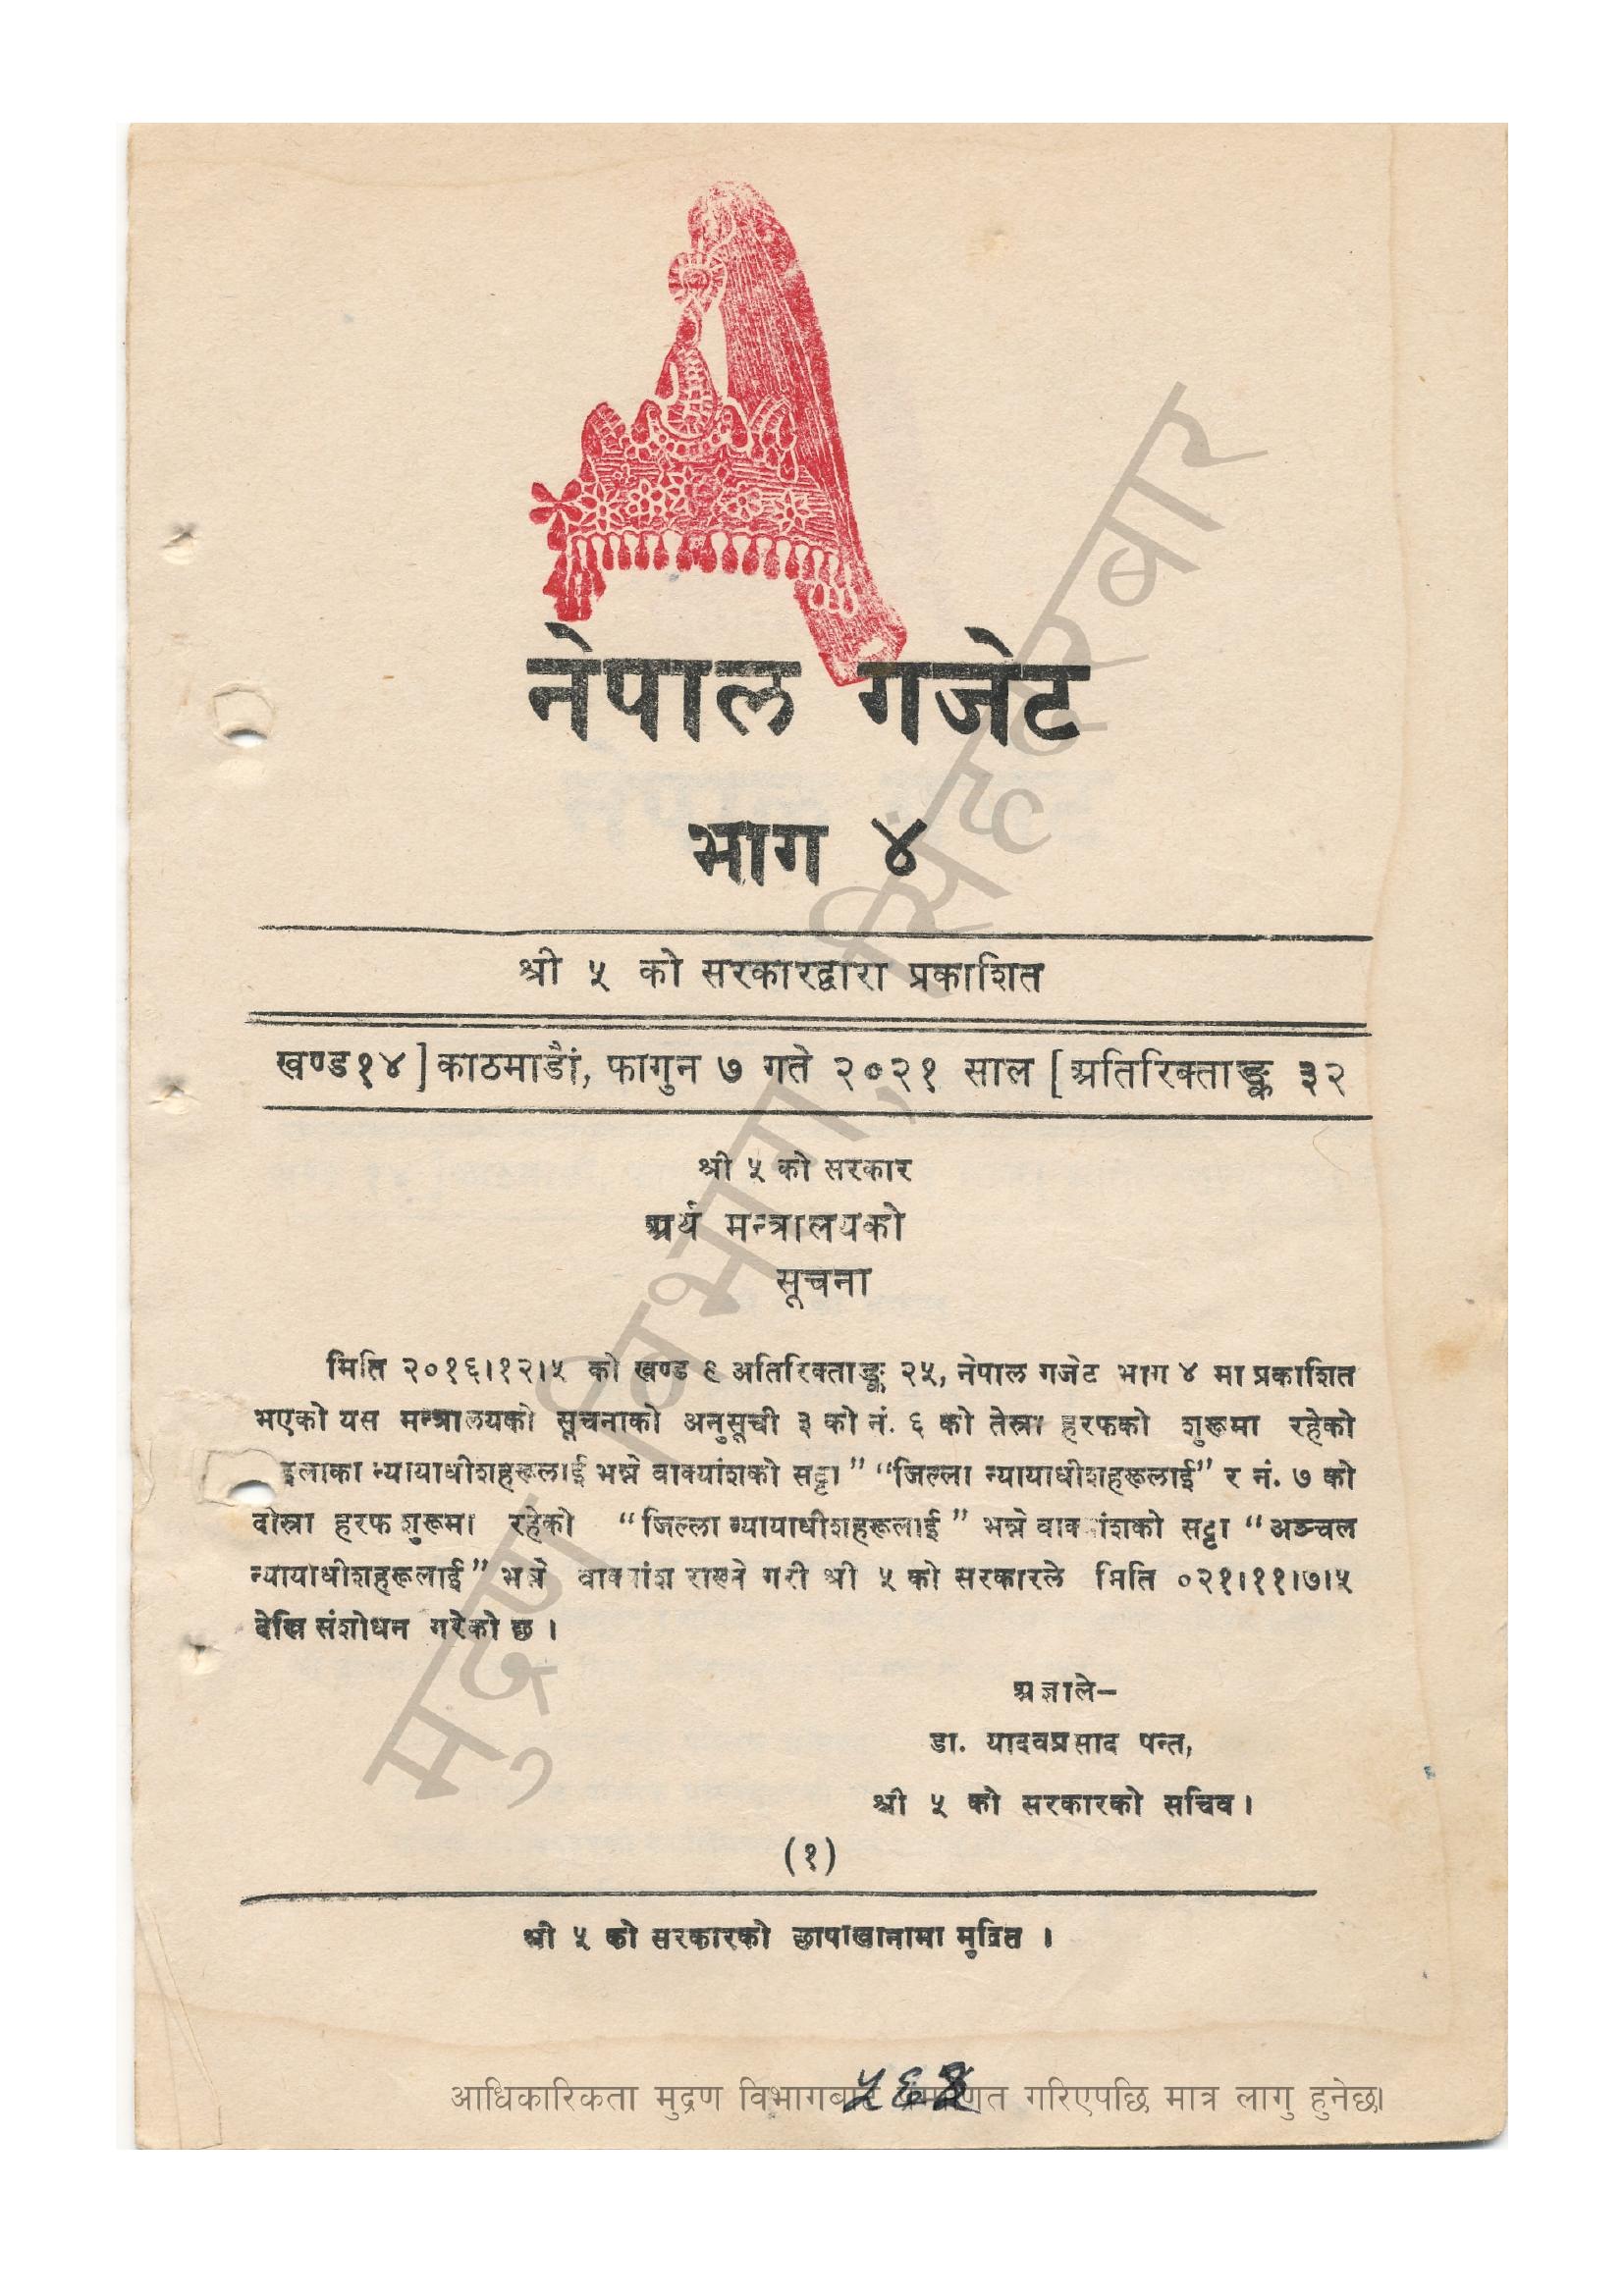 नेपाल गजेट
भाग ४
श्री ५ को सरकारद्वारा प्रकाशित
खण्ड १४ ] काठमाडौं, फागुन ७ गते २०२१ साल [ अतिरिक्ताङ्क ३२
श्री ५ को सरकार
अर्थ मन्त्रालयको
सूचना
मिति २०१६।१२।५ को खण्ड ९ अतिरिक्ताङ्क २५, नेपाल गजेट भाग ४ मा प्रकाशित
भएको यस मन्त्रालयको सूचनाको अनुसूची ३ को नं. ६ को तेस्रा हरफको शुरूमा रहेको
इलाका न्यायाधीशहरूलाई भन्ने वाक्यांशको सट्टा” “जिल्ला न्यायाधीशहरूलाई” र नं. ७ को
दोस्रा हरफ शुरूमा रहेको “जिल्ला न्यायाधीशहरूलाई” भन्ने वाक्यांशको सट्टा “अञ्चल
न्यायाधीशहरूलाई” भन्ने वाक्यांश राख्ने गरी श्री ५ को सरकारले मिति ०२१।११।७।५
देखि संशोधन गरेको छ ।
अज्ञाले—
डा. यादवप्रसाद पन्त,
श्री ५ को सरकारको सचिव ।
(१)
श्री ५ को सरकारको छापाखानामा मुद्रित ।
मुद्रण विभाग, सिंहदरबार
आधिकारिकता मुद्रण विभागबाट प्रमाणित गरिएपछि मात्र लागु हुनेछ।